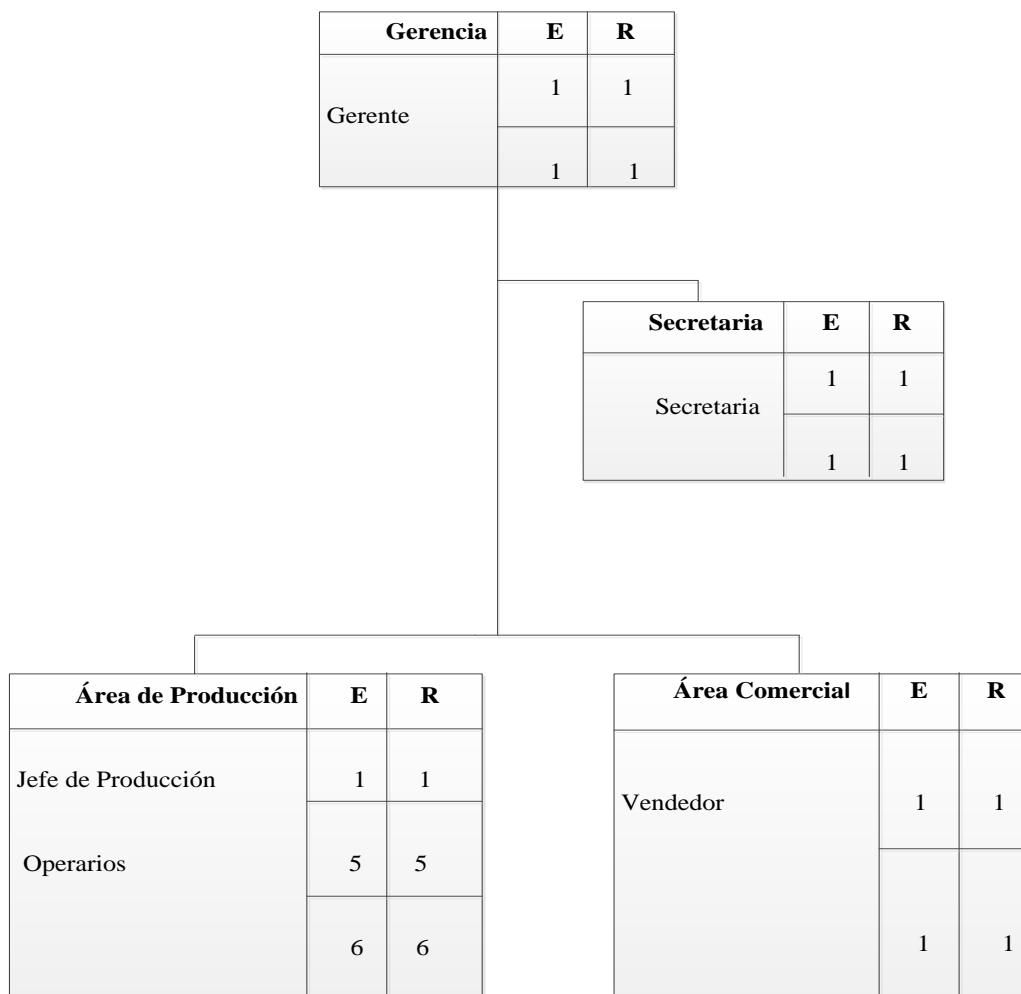 Gerencia E R
1 1
Gerente
1 1
Secretaria E R
1 1
Secretaria
1 1
Área de Producción E R
Jefe de Producción 1 1
Operarios 5 5
6 6
Área Comercial E R
Vendedor 1 1
1 1